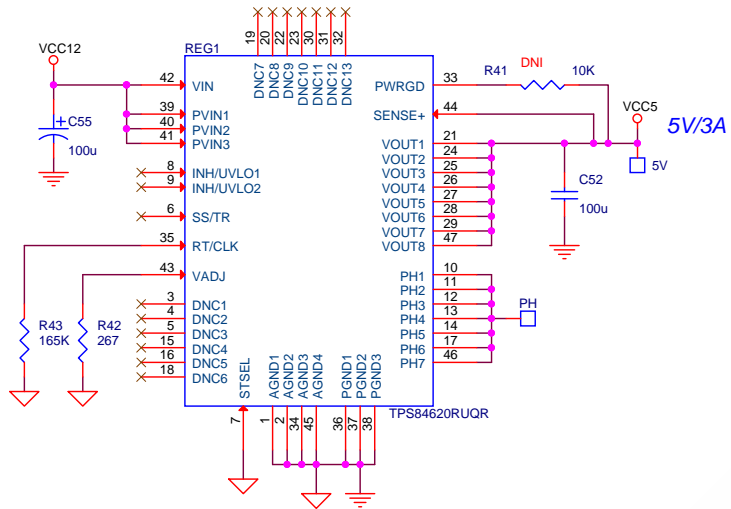 VCC12
C55
100u
REG1
19
20
22
23
30
31
32
DNC7
DNC8
DNC9
DNC10
DNC11
DNC12
DNC13
42 VIN
39 PVIN1
40 PVIN2
41 PVIN3
8 INH/UVLO1
9 INH/UVLO2
6 SS/TR
35 RT/CLK
43 VADJ
3 DNC1
4 DNC2
5 DNC3
15 DNC4
16 DNC5
18 DNC6
R43
165K
R42
267
PWRGD 33
SENSE+ 44
VOUT1 21
VOUT2 24
VOUT3 25
VOUT4 26
VOUT5 27
VOUT6 28
VOUT7 29
VOUT8 47
PH1 10
PH2 11
PH3 12
PH4 13
PH5 14
PH6 17
PH7 46
R41
DNI
10K
VCC5
5V/3A
5V
C52
100u
PH
STSEL
AGND1
AGND2
AGND3
AGND4
PGND1
PGND2
PGND3
7
1
2
34
45
36
37
38
TPS84620RUQR